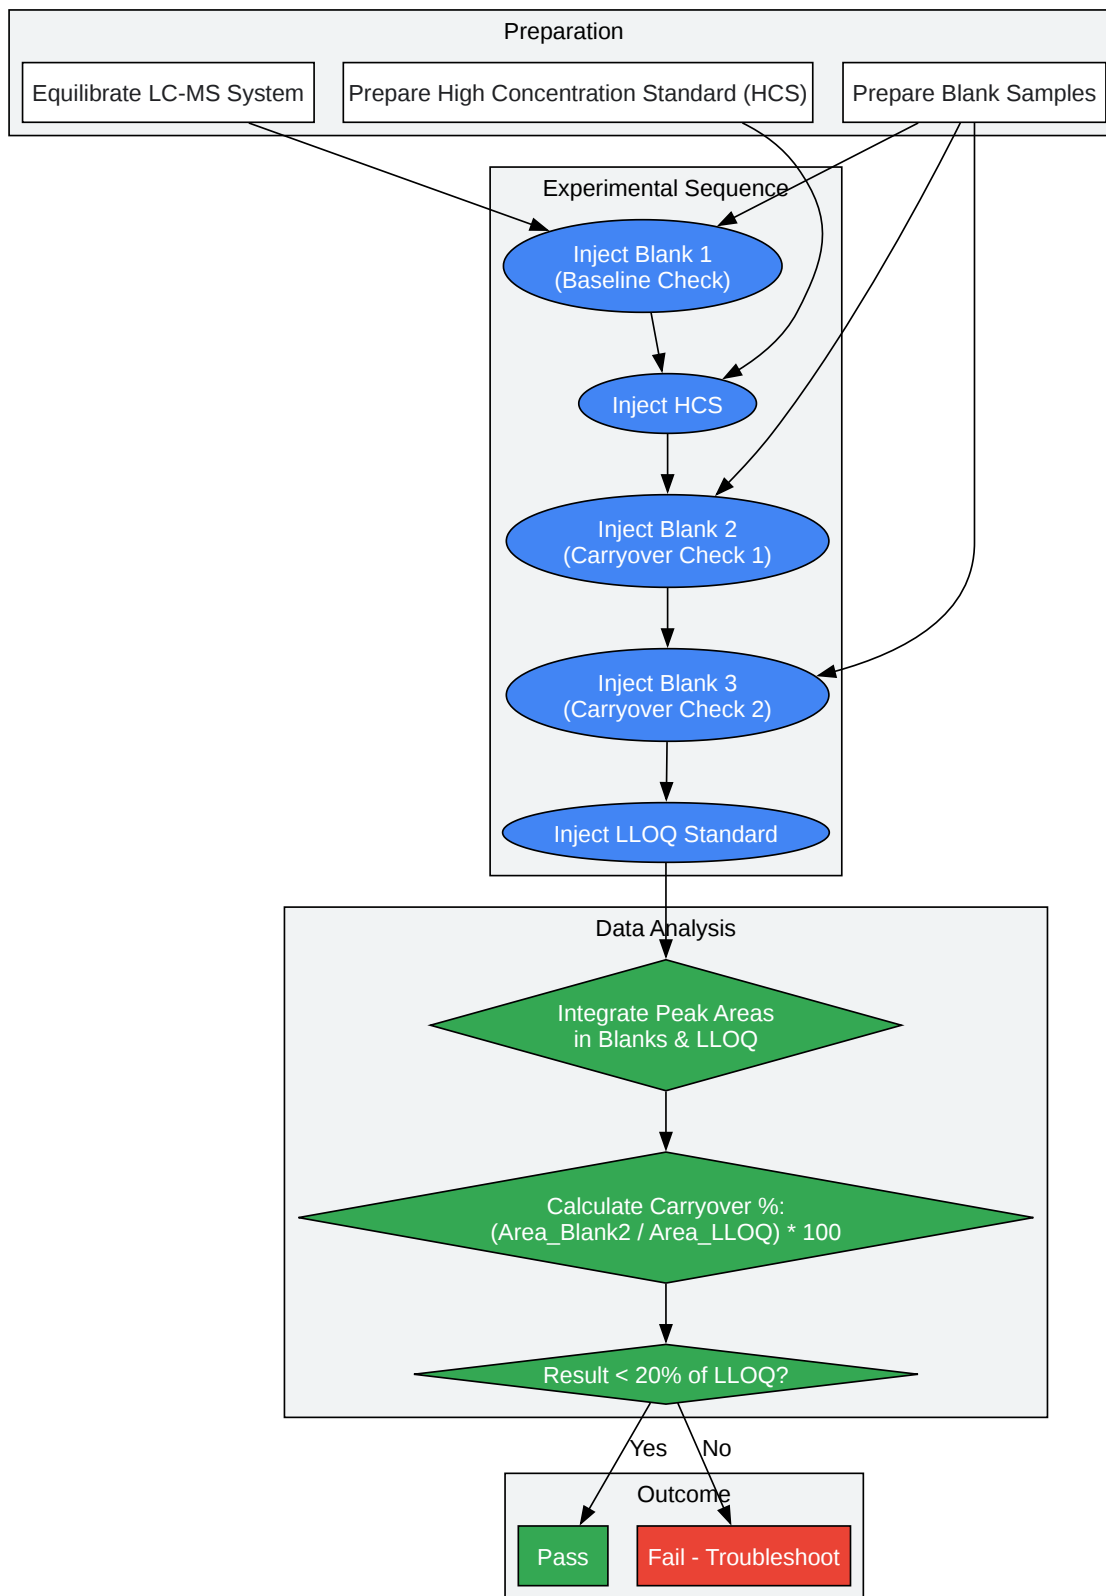 Preparation
Equilibrate LC-MS System
Prepare High Concentration Standard (HCS)
Prepare Blank Samples
Experimental Sequence
Inject Blank 1
(Baseline Check)
Inject HCS
Inject Blank 2
(Carryover Check 1)
Inject Blank 3
(Carryover Check 2)
Inject LLOQ Standard
Data Analysis
Integrate Peak Areas
in Blanks & LLOQ
Calculate Carryover %:
(Area_Blank2 / Area_LLOQ) * 100
Result < 20% of LLOQ?
Yes
No
Outcome
Pass
Fail - Troubleshoot